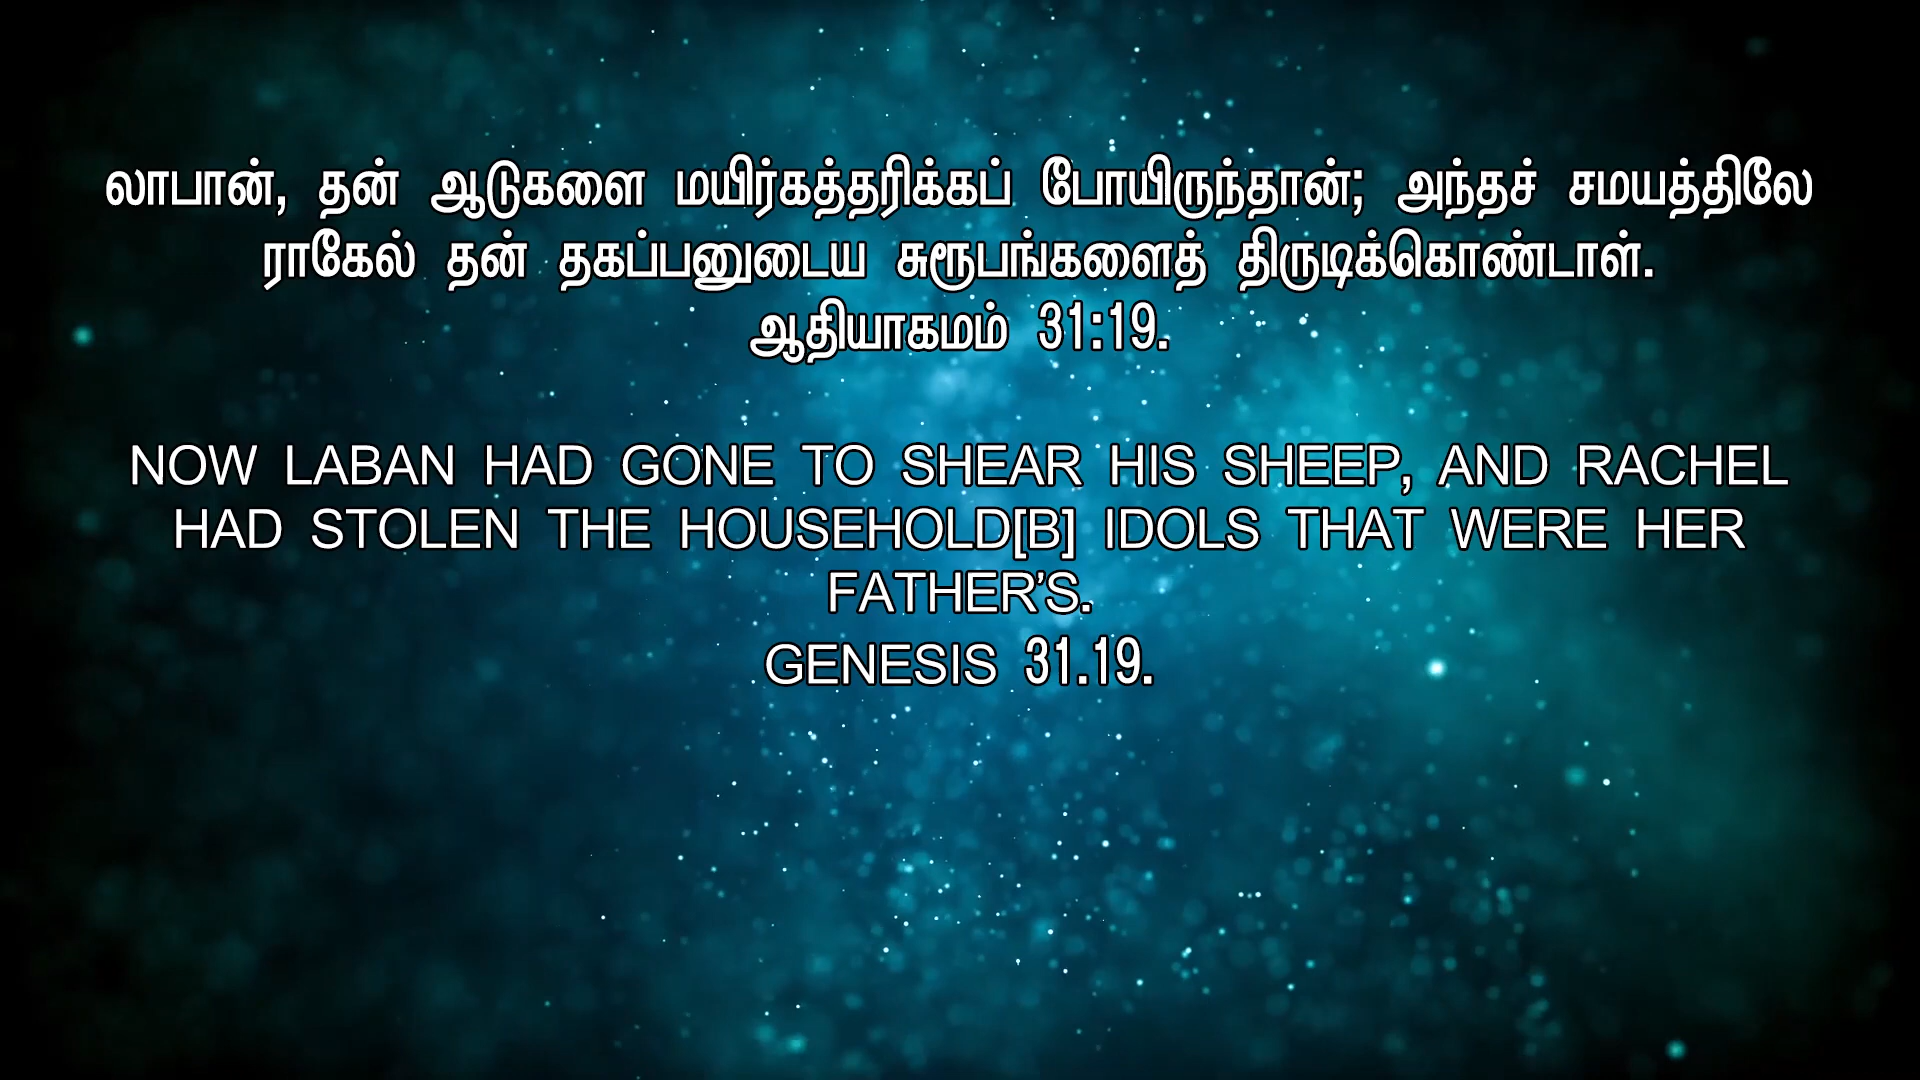 லாபான், தன் ஆடுகளை மயிர்கத்தரிக்கப் போயிருந்தான்; அந்தச் சமயத்திலே
ராகேல் தன் தகப்பனுடைய சுரூபங்களைத் திருடிக்கொண்டாள்.
ஆதியாகமம் 31:19.
NOW LABAN HAD GONE TO SHEAR HIS SHEEP, AND RACHEL
HAD STOLEN THE HOUSEHOLD[B] IDOLS THAT WERE HER
FATHER’S.
GENESIS 31.19.